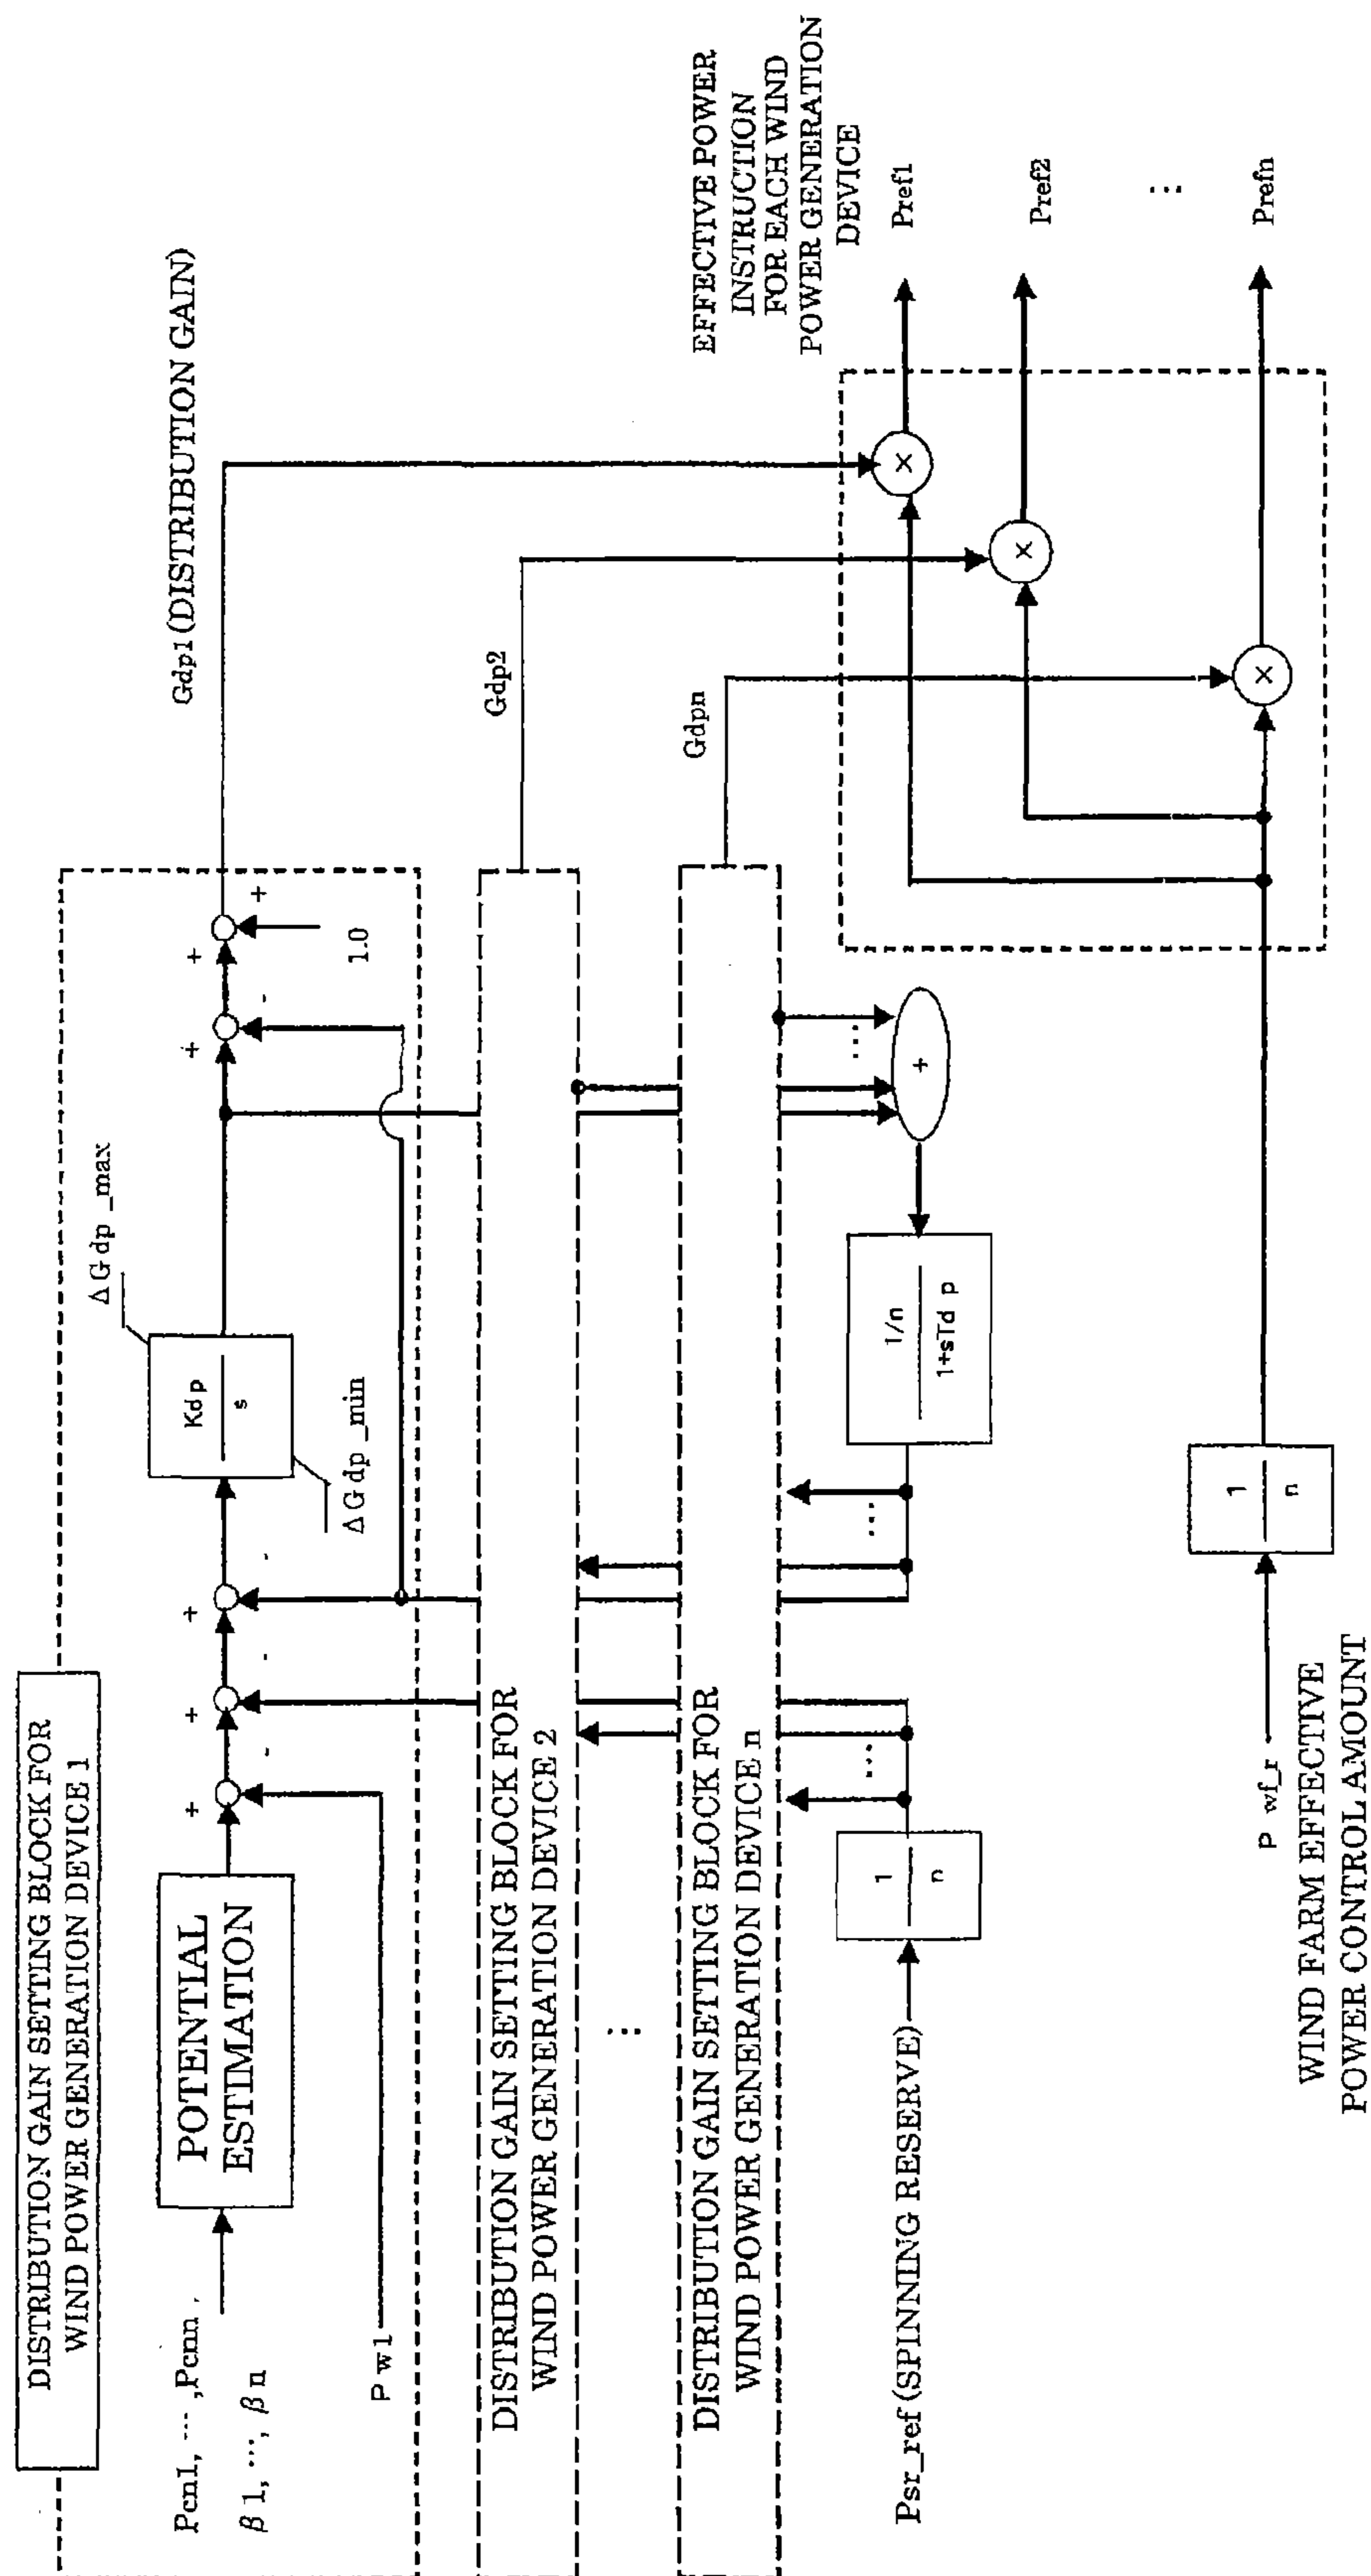 DISTRIBUTION GAIN SETTING BLOCK FOR
WIND POWER GENERATION DEVICE 1
Pcn1, … ,Pcnn ,
β1, …, βn
POTENTIAL
ESTIMATION
P w1
+
-
+
-
+
-
Kdp
s
ΔGdp_max
ΔGdp_min
+
-
+
+
1.0
Gdp1(DISTRIBUTION GAIN)
DISTRIBUTION GAIN SETTING BLOCK FOR
WIND POWER GENERATION DEVICE 2
Gdp2
…
DISTRIBUTION GAIN SETTING BLOCK FOR
WIND POWER GENERATION DEVICE n
Gdpn
Psr_ref(SPINNING RESERVE)
1
n
…
…
1/n
1+sTdp
…
+
EFFECTIVE POWER
INSTRUCTION
FOR EACH WIND
POWER GENERATION
DEVICE
×
Pref1
×
Pref2
…
×
Prefn
P wf_r
1
n
WIND FARM EFFECTIVE
POWER CONTROL AMOUNT